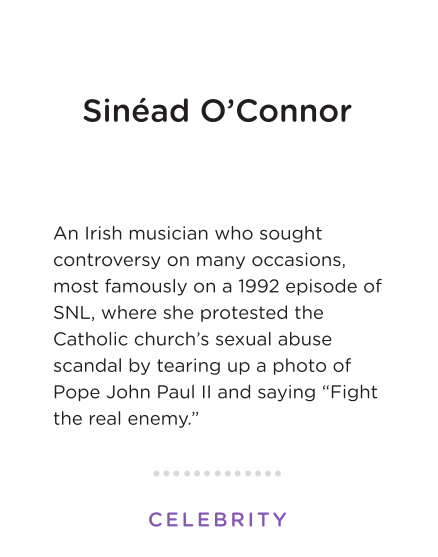 Sinéad O’Connor
An Irish musician who sought
controversy on many occasions,
most famously on a 1992 episode of
SNL, where she protested the
Catholic church’s sexual abuse
scandal by tearing up a photo of
Pope John Paul II and saying “Fight
the real enemy.”
CELEBRITY